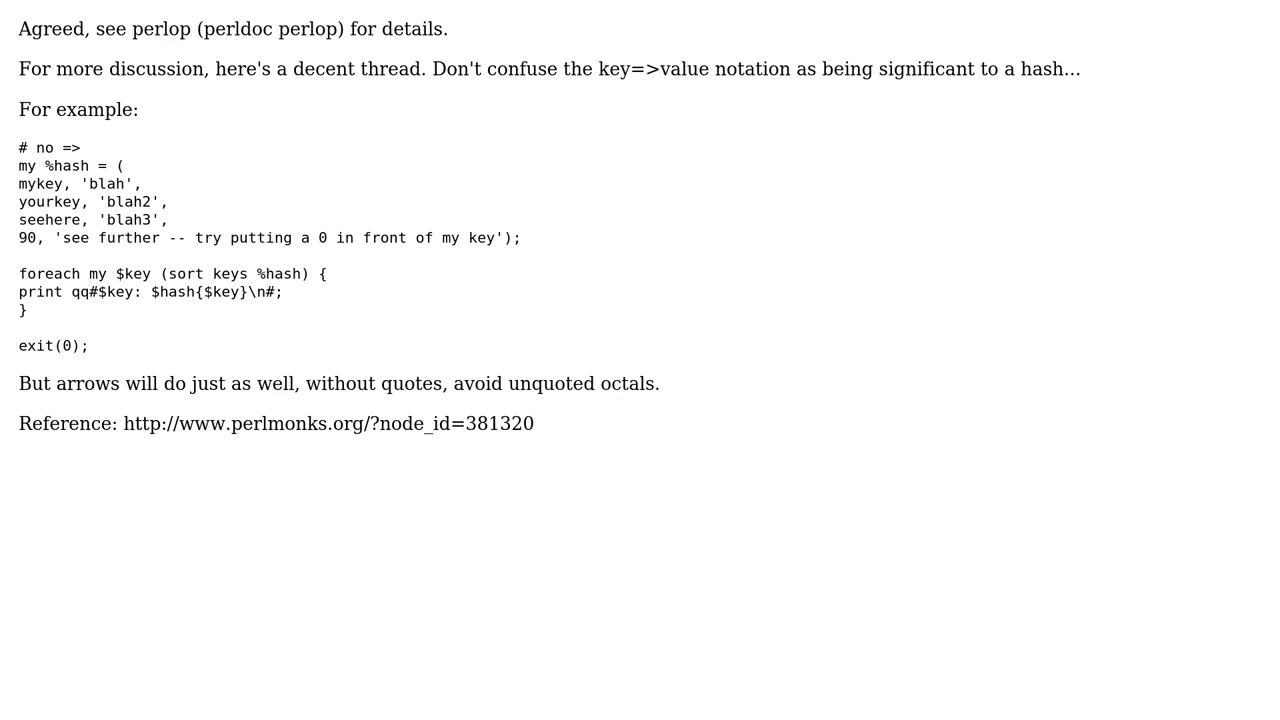 Agreed, see perlop (perldoc perlop) for details.
For more discussion, here's a decent thread. Don't confuse the key=>value notation as being significant to a hash...
For example:
# no =>
my %hash = (
mykey, 'blah',
yourkey, 'blah2',
seehere, 'blah3',
90, 'see further -- try putting a 0 in front of my key');
foreach my $key (sort keys %hash) {
print qq#$key: $hash{$key}\n#;
}
exit(0);
But arrows will do just as well, without quotes, avoid unquoted octals.
Reference: http://www.perlmonks.org/?node_id=381320